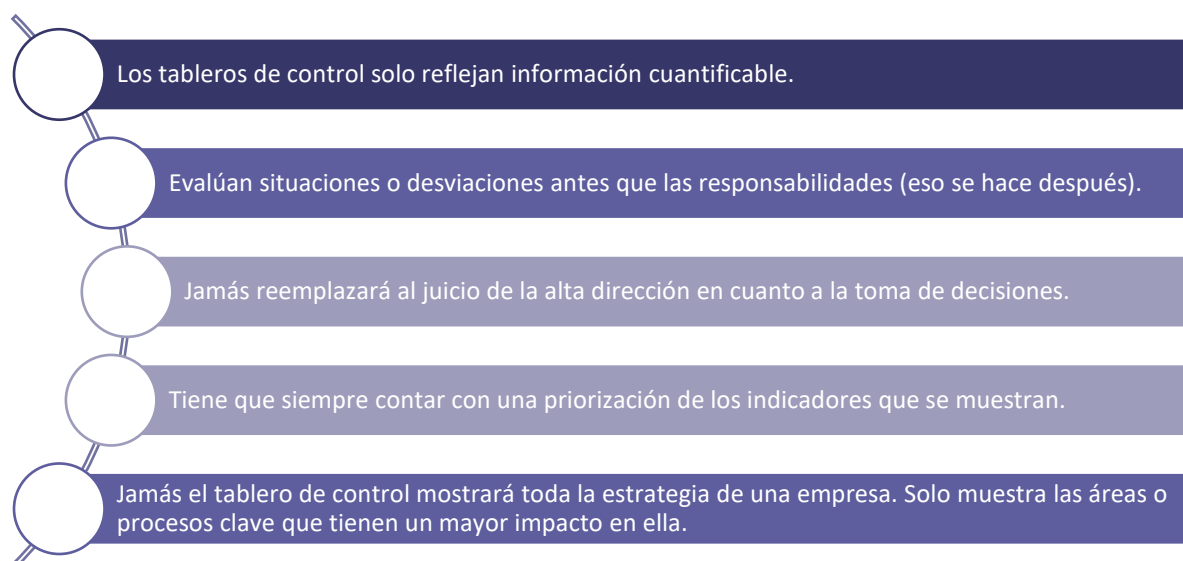 Los tableros de control solo reflejan información cuantificable.
Evalúan situaciones o desviaciones antes que las responsabilidades (eso se hace después).
Jamás reemplazará al juicio de la alta dirección en cuanto a la toma de decisiones.
Tiene que siempre contar con una priorización de los indicadores que se muestran.
Jamás el tablero de control mostrará toda la estrategia de una empresa. Solo muestra las áreas o
procesos clave que tienen un mayor impacto en ella.